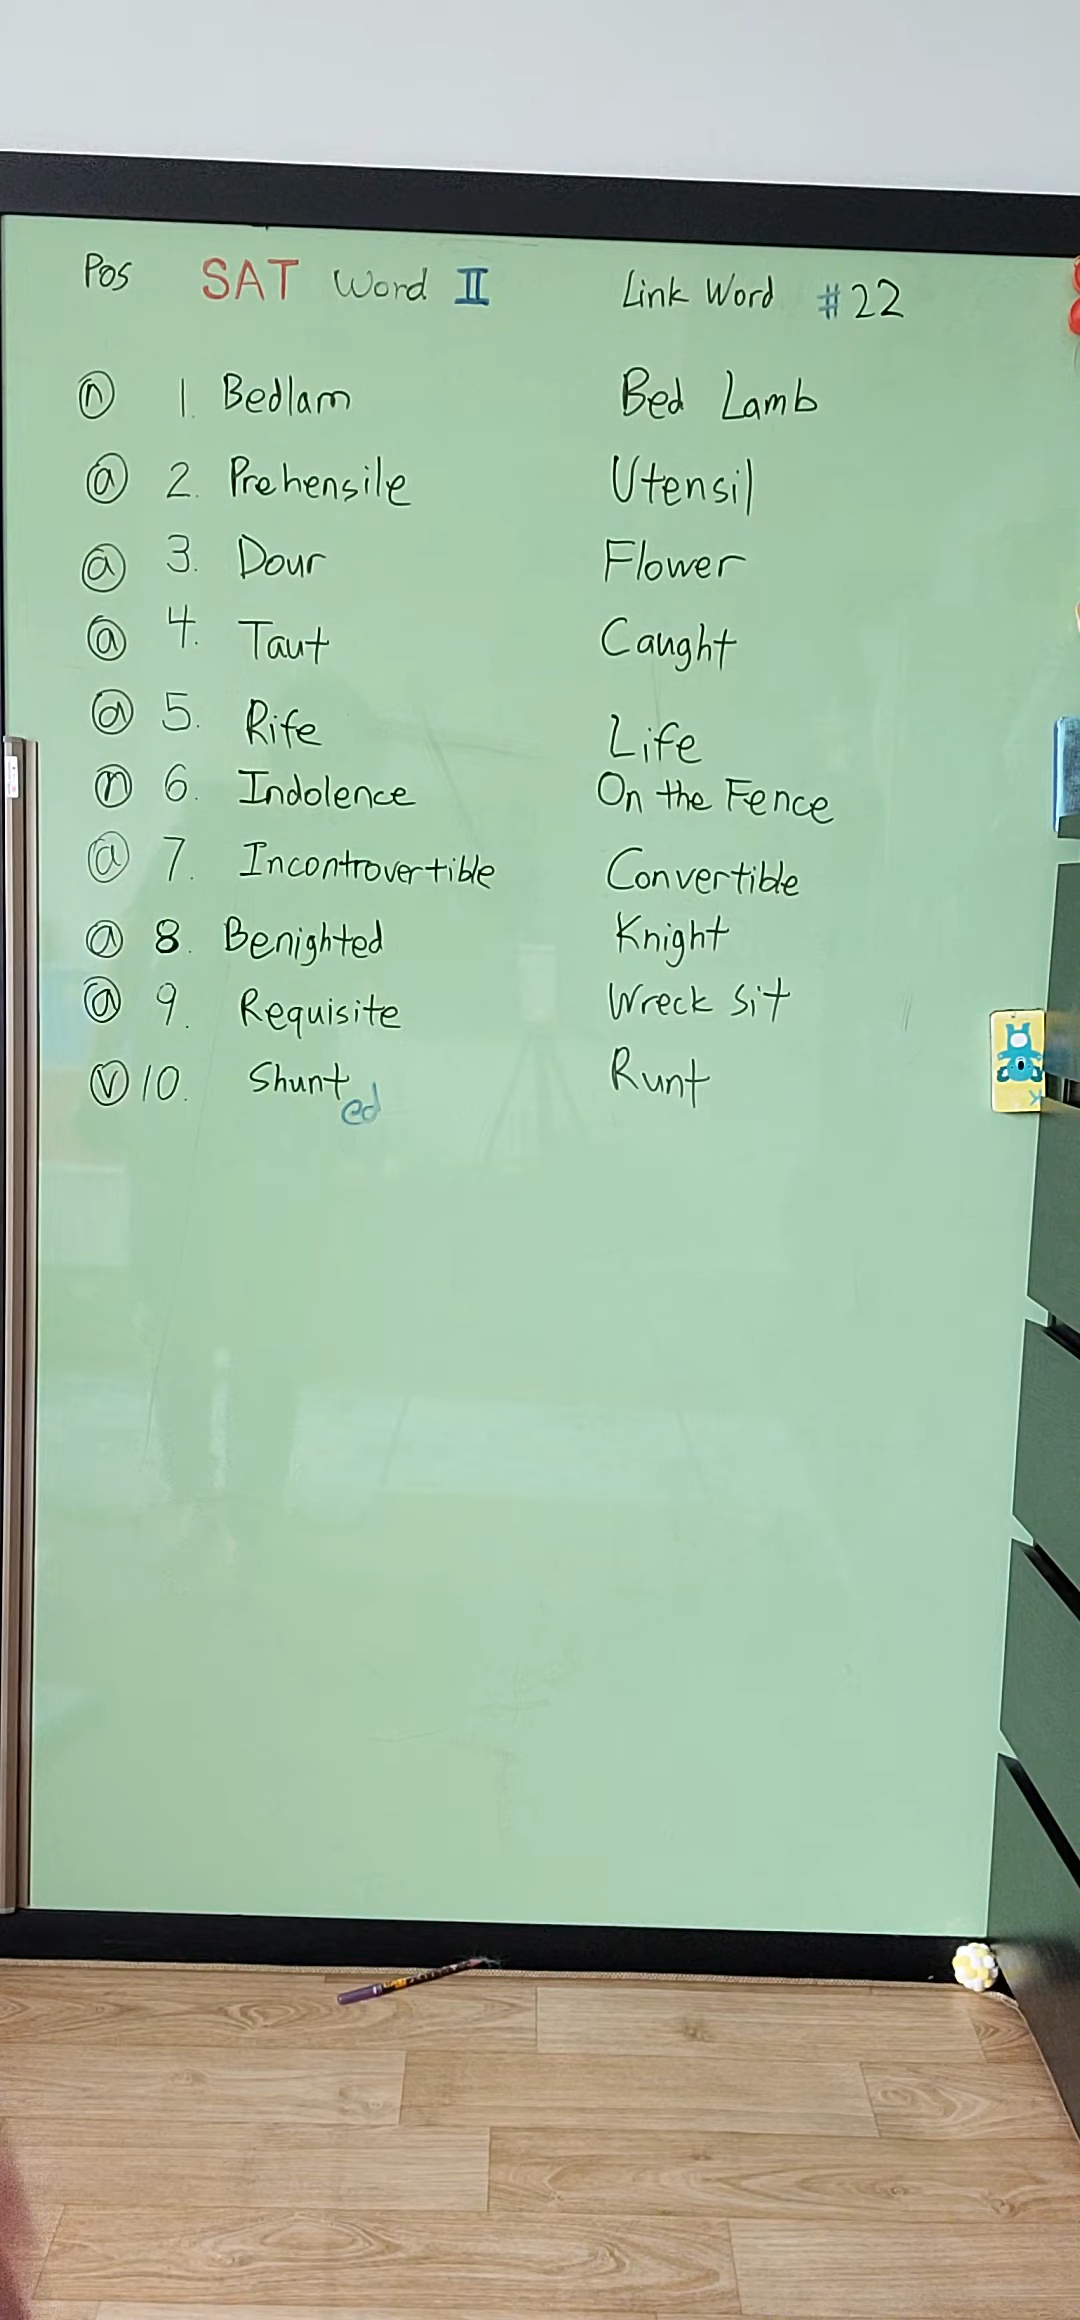 Pos SAT Word II Link Word #22
n 1. Bedlam Bed Lamb
a 2. Prehensile Utensil
a 3. Dour Flower
a 4. Taut Caught
a 5. Rife Life
n 6. Indolence On the Fence
a 7. Incontrovertible Convertible
a 8. Benighted Knight
a 9. Requisite Wreck Sit
v 10. Shunted Runt